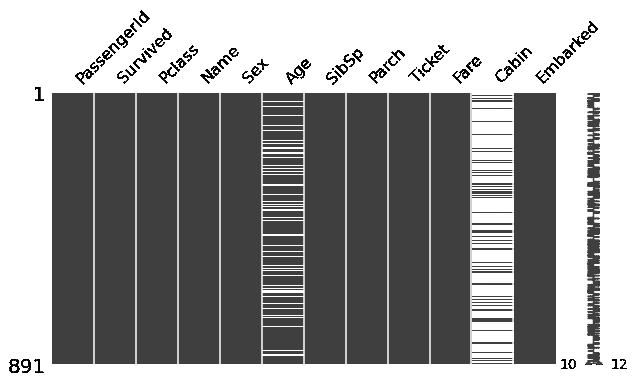 PassengerId Survived Pclass Name Sex Age SibSp Parch Ticket Fare Cabin Embarked
1
891
10 12